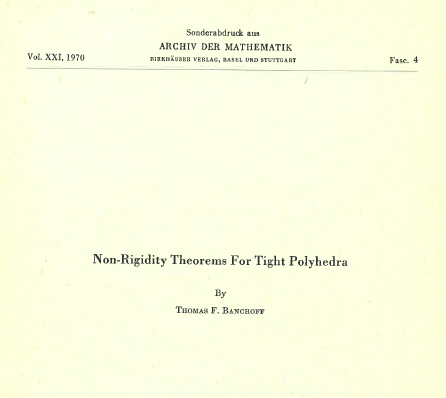 Sonderabdruck aus
ARCHIV DER MATHEMATIK
Vol. XXI, 1970
BIRKHÄUSER VERLAG, BASEL UND STUTTGART
Fasc. 4
Non-Rigidity Theorems For Tight Polyhedra
By
THOMAS F. BANCHOFF